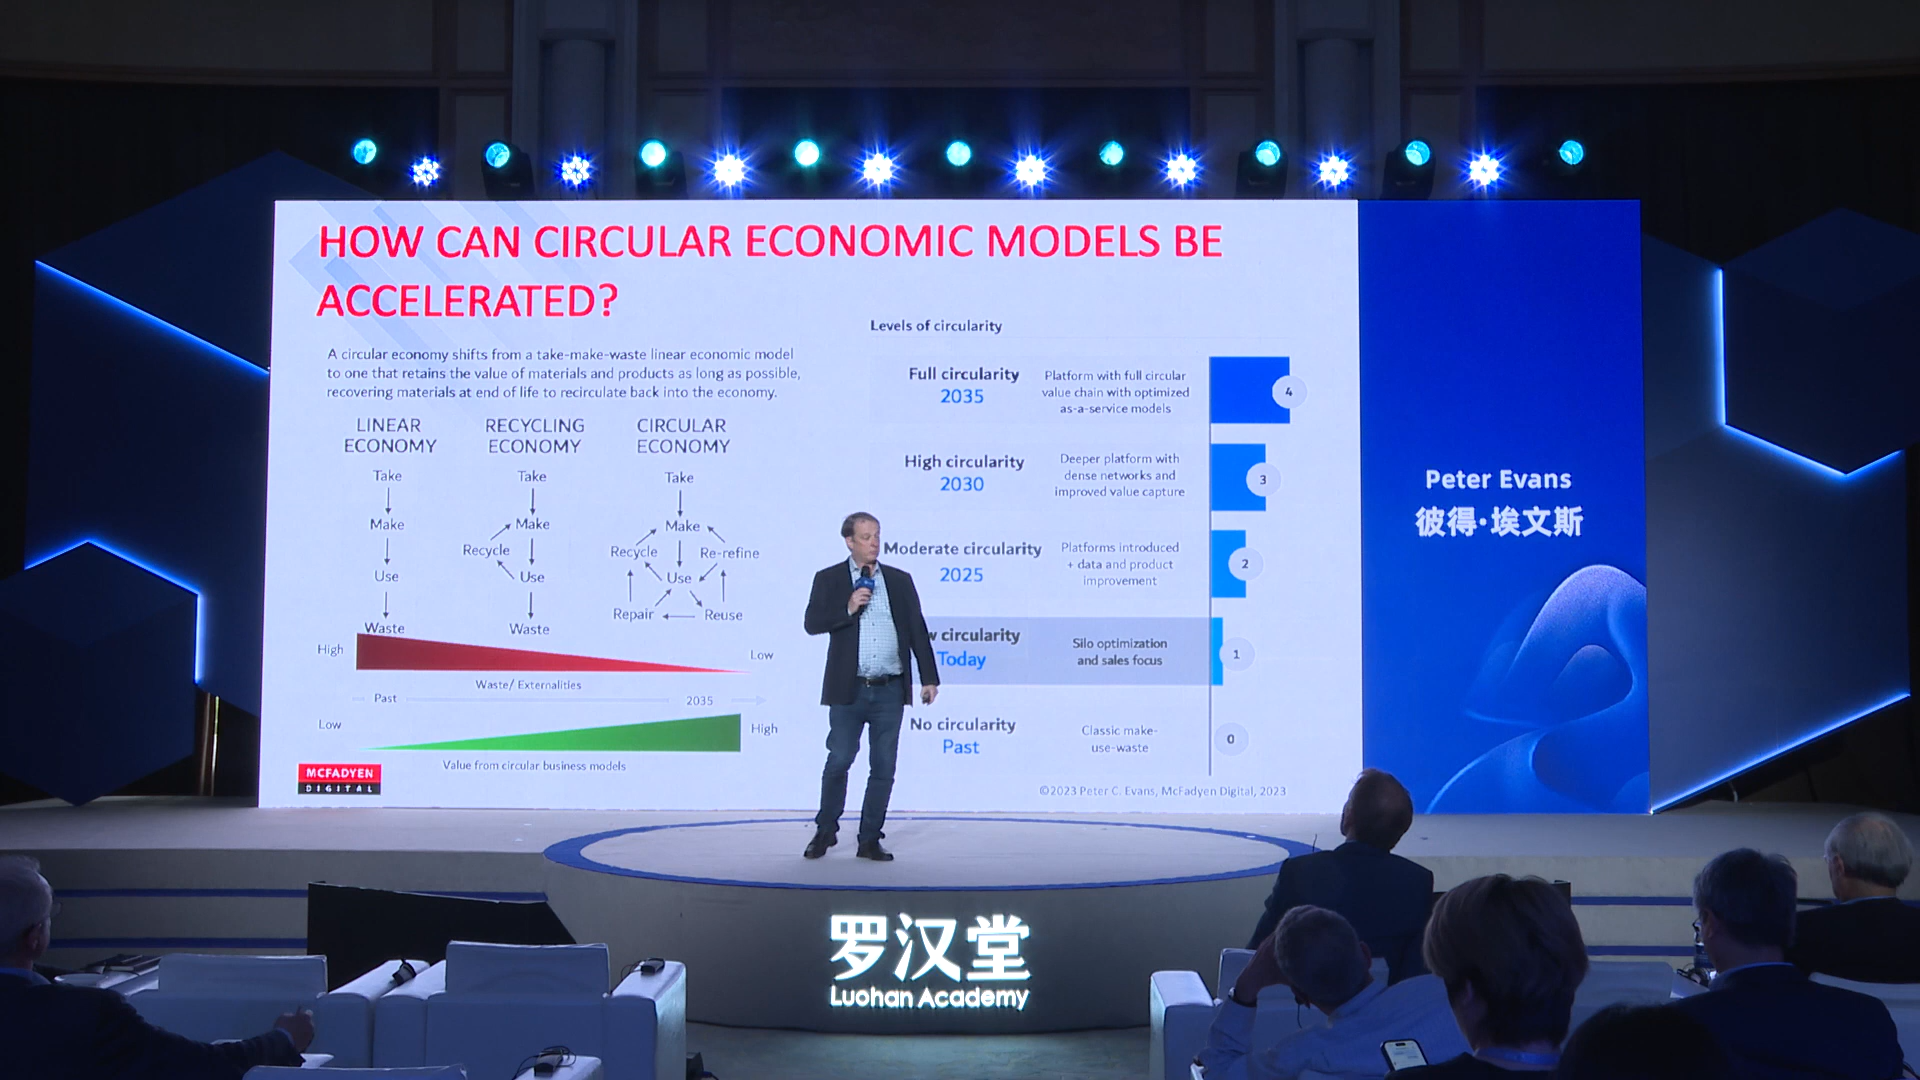 HOW CAN CIRCULAR ECONOMIC MODELS BE
ACCELERATED?
A circular economy shifts from a take-make-waste linear economic model
to one that retains the value of materials and products as long as possible,
recovering materials at end of life to recirculate back into the economy.
LINEAR
ECONOMY
Take
Make
Use
Waste
RECYCLING
ECONOMY
Take
Make
Recycle
Use
Waste
CIRCULAR
ECONOMY
Take
Make
Recycle
Re-refine
Use
Repair
Reuse
High
Low
Waste/ Externalities
Past
2035
Low
High
Value from circular business models
MCFADYEN
DIGITAL
Levels of circularity
Full circularity
2035
Platform with full circular
value chain with optimized
as-a-service models
4
High circularity
2030
Deeper platform with
dense networks and
improved value capture
3
Moderate circularity
2025
Platforms introduced
+ data and product
improvement
2
w circularity
Today
Silo optimization
and sales focus
1
No circularity
Past
Classic make-
use-waste
0
©2023 Peter C. Evans, McFadyen Digital, 2023
Peter Evans
彼得·埃文斯
罗汉堂
Luohan Academy